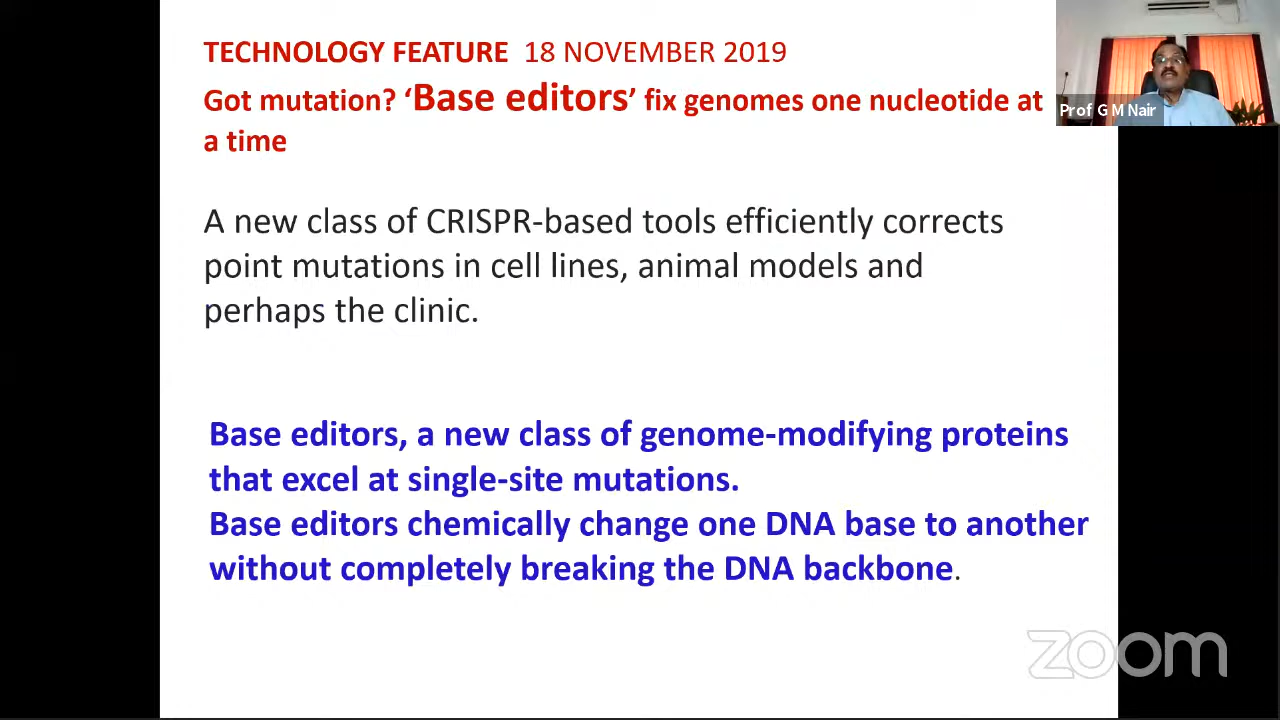 TECHNOLOGY FEATURE 18 NOVEMBER 2019
Got mutation? ‘Base editors’ fix genomes one nucleotide at
a time
Prof G M Nair
A new class of CRISPR-based tools efficiently corrects
point mutations in cell lines, animal models and
perhaps the clinic.
Base editors, a new class of genome-modifying proteins
that excel at single-site mutations.
Base editors chemically change one DNA base to another
without completely breaking the DNA backbone.
zoom